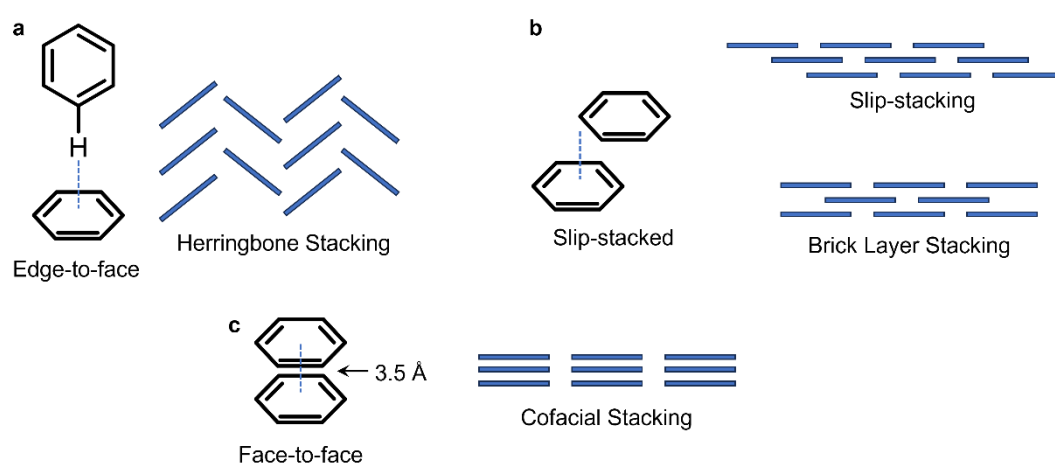 a
H
Edge-to-face
Herringbone Stacking
b
Slip-stacked
Slip-stacking
Brick Layer Stacking
c
3.5 Å
Face-to-face
Cofacial Stacking